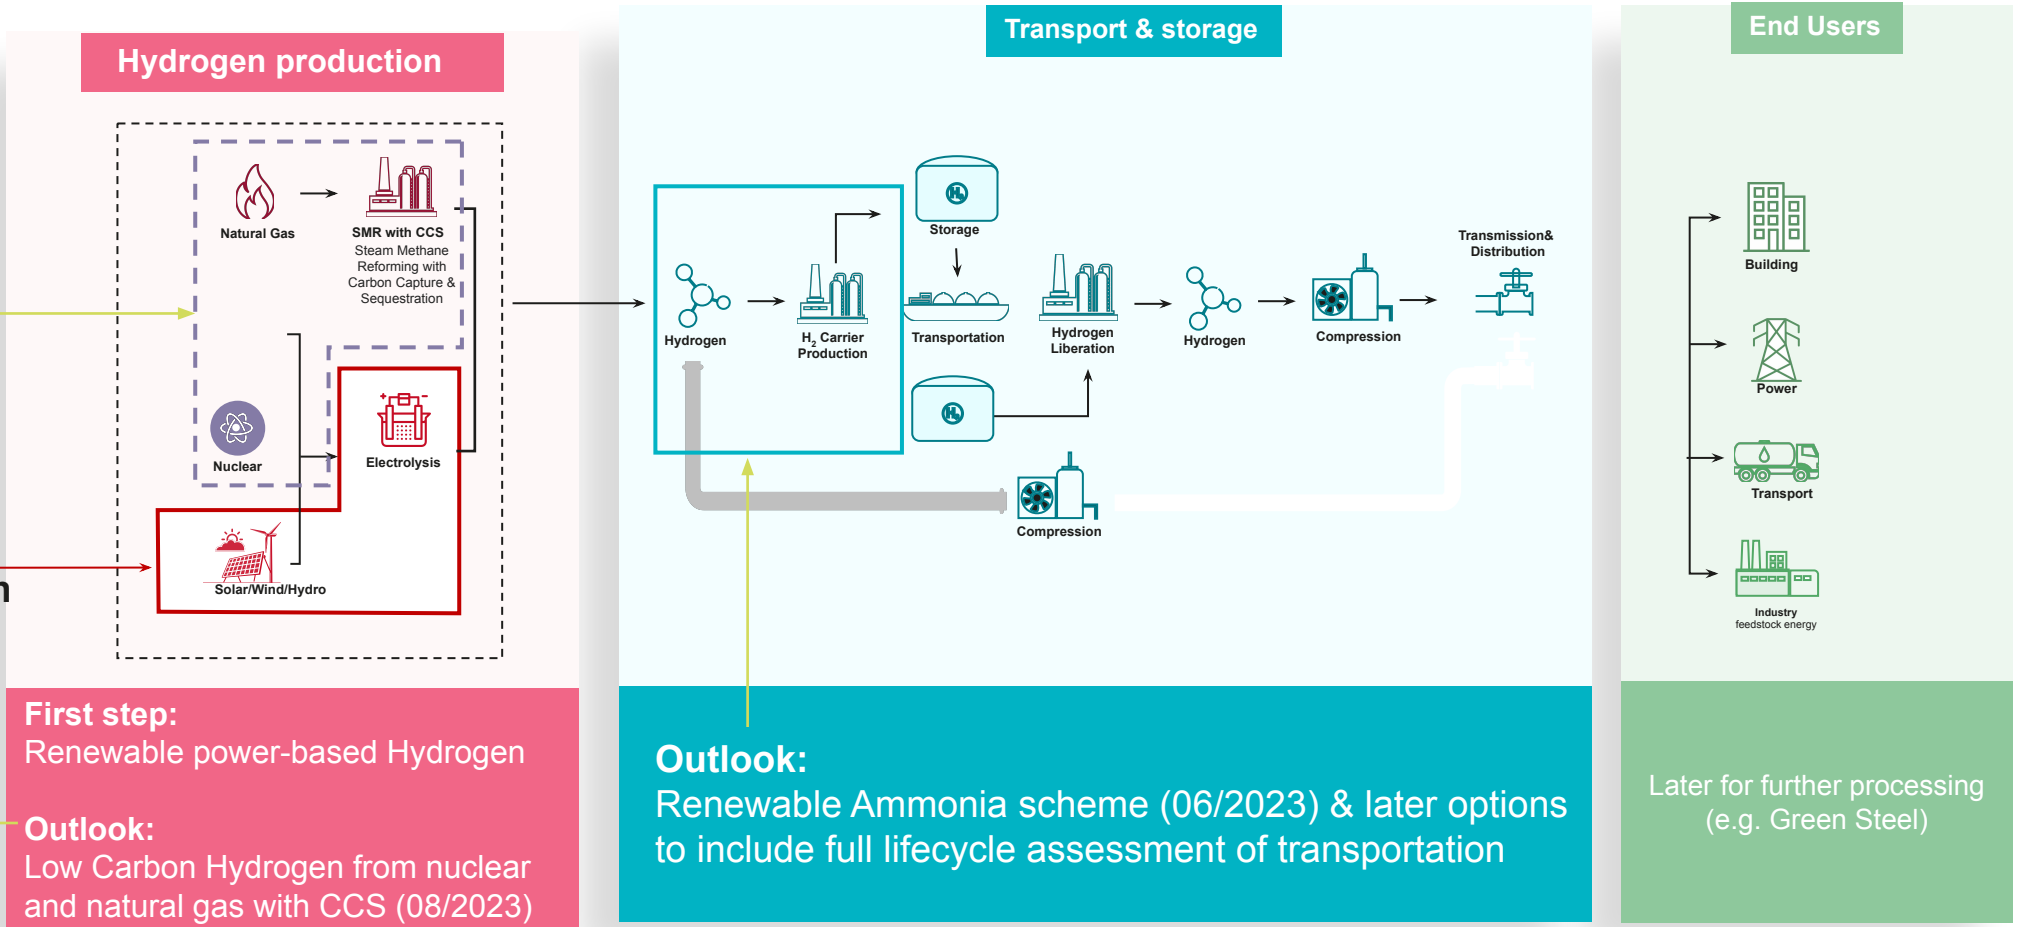 Hydrogen production
Natural Gas
SMR with CCS
Steam Methane
Reforming with
Carbon Capture &
Sequestration
Nuclear
Electrolysis
Solar/Wind/Hydro
n
First step:
Renewable power-based Hydrogen
Outlook:
Low Carbon Hydrogen from nuclear
and natural gas with CCS (08/2023)
Transport & storage
H₂
Storage
Hydrogen
H₂ Carrier
Production
Transportation
H₂
Hydrogen
Liberation
Hydrogen
Compression
Transmission&
Distribution
Compression
Outlook:
Renewable Ammonia scheme (06/2023) & later options
to include full lifecycle assessment of transportation
End Users
Building
Power
Transport
Industry
feedstock energy
Later for further processing
(e.g. Green Steel)